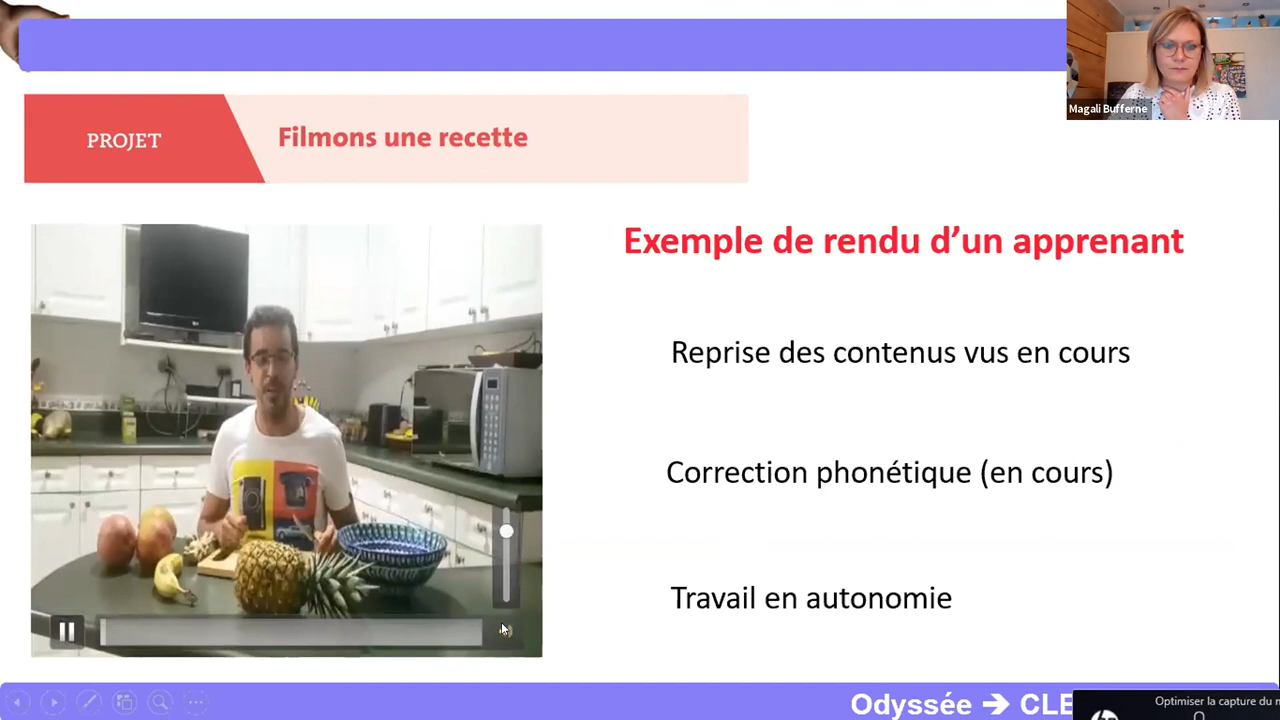 Magali Bufferne
PROJET
Filmons une recette
Exemple de rendu d’un apprenant
Reprise des contenus vus en cours
Correction phonétique (en cours)
Travail en autonomie
Odyssée → CLE
Optimiser la capture du